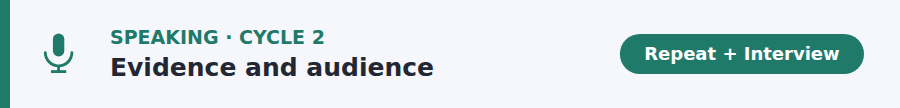 SPEAKING · CYCLE 2
Evidence and audience
Repeat + Interview